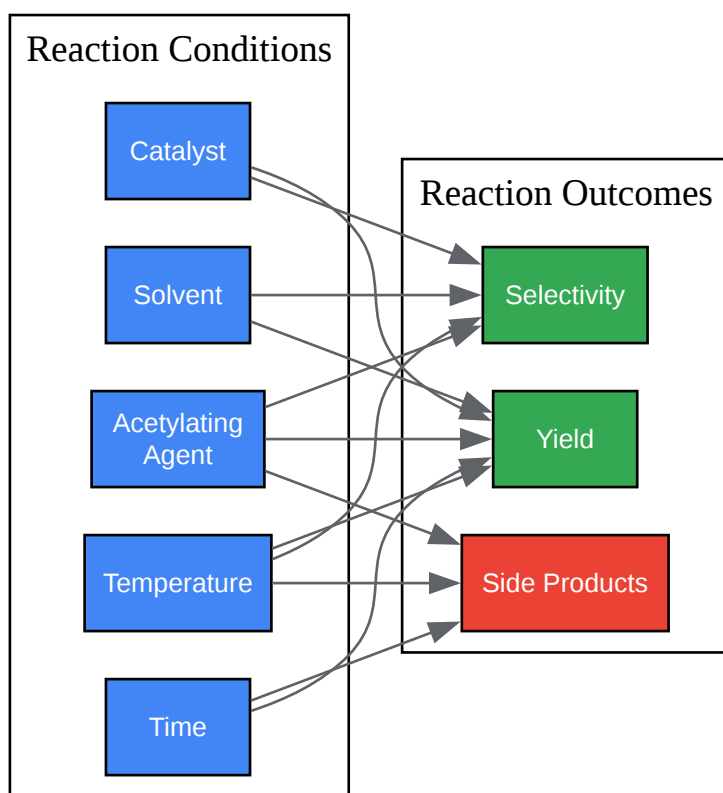 Reaction Conditions
Catalyst
Solvent
Acetylating
Agent
Temperature
Time
Reaction Outcomes
Selectivity
Yield
Side Products